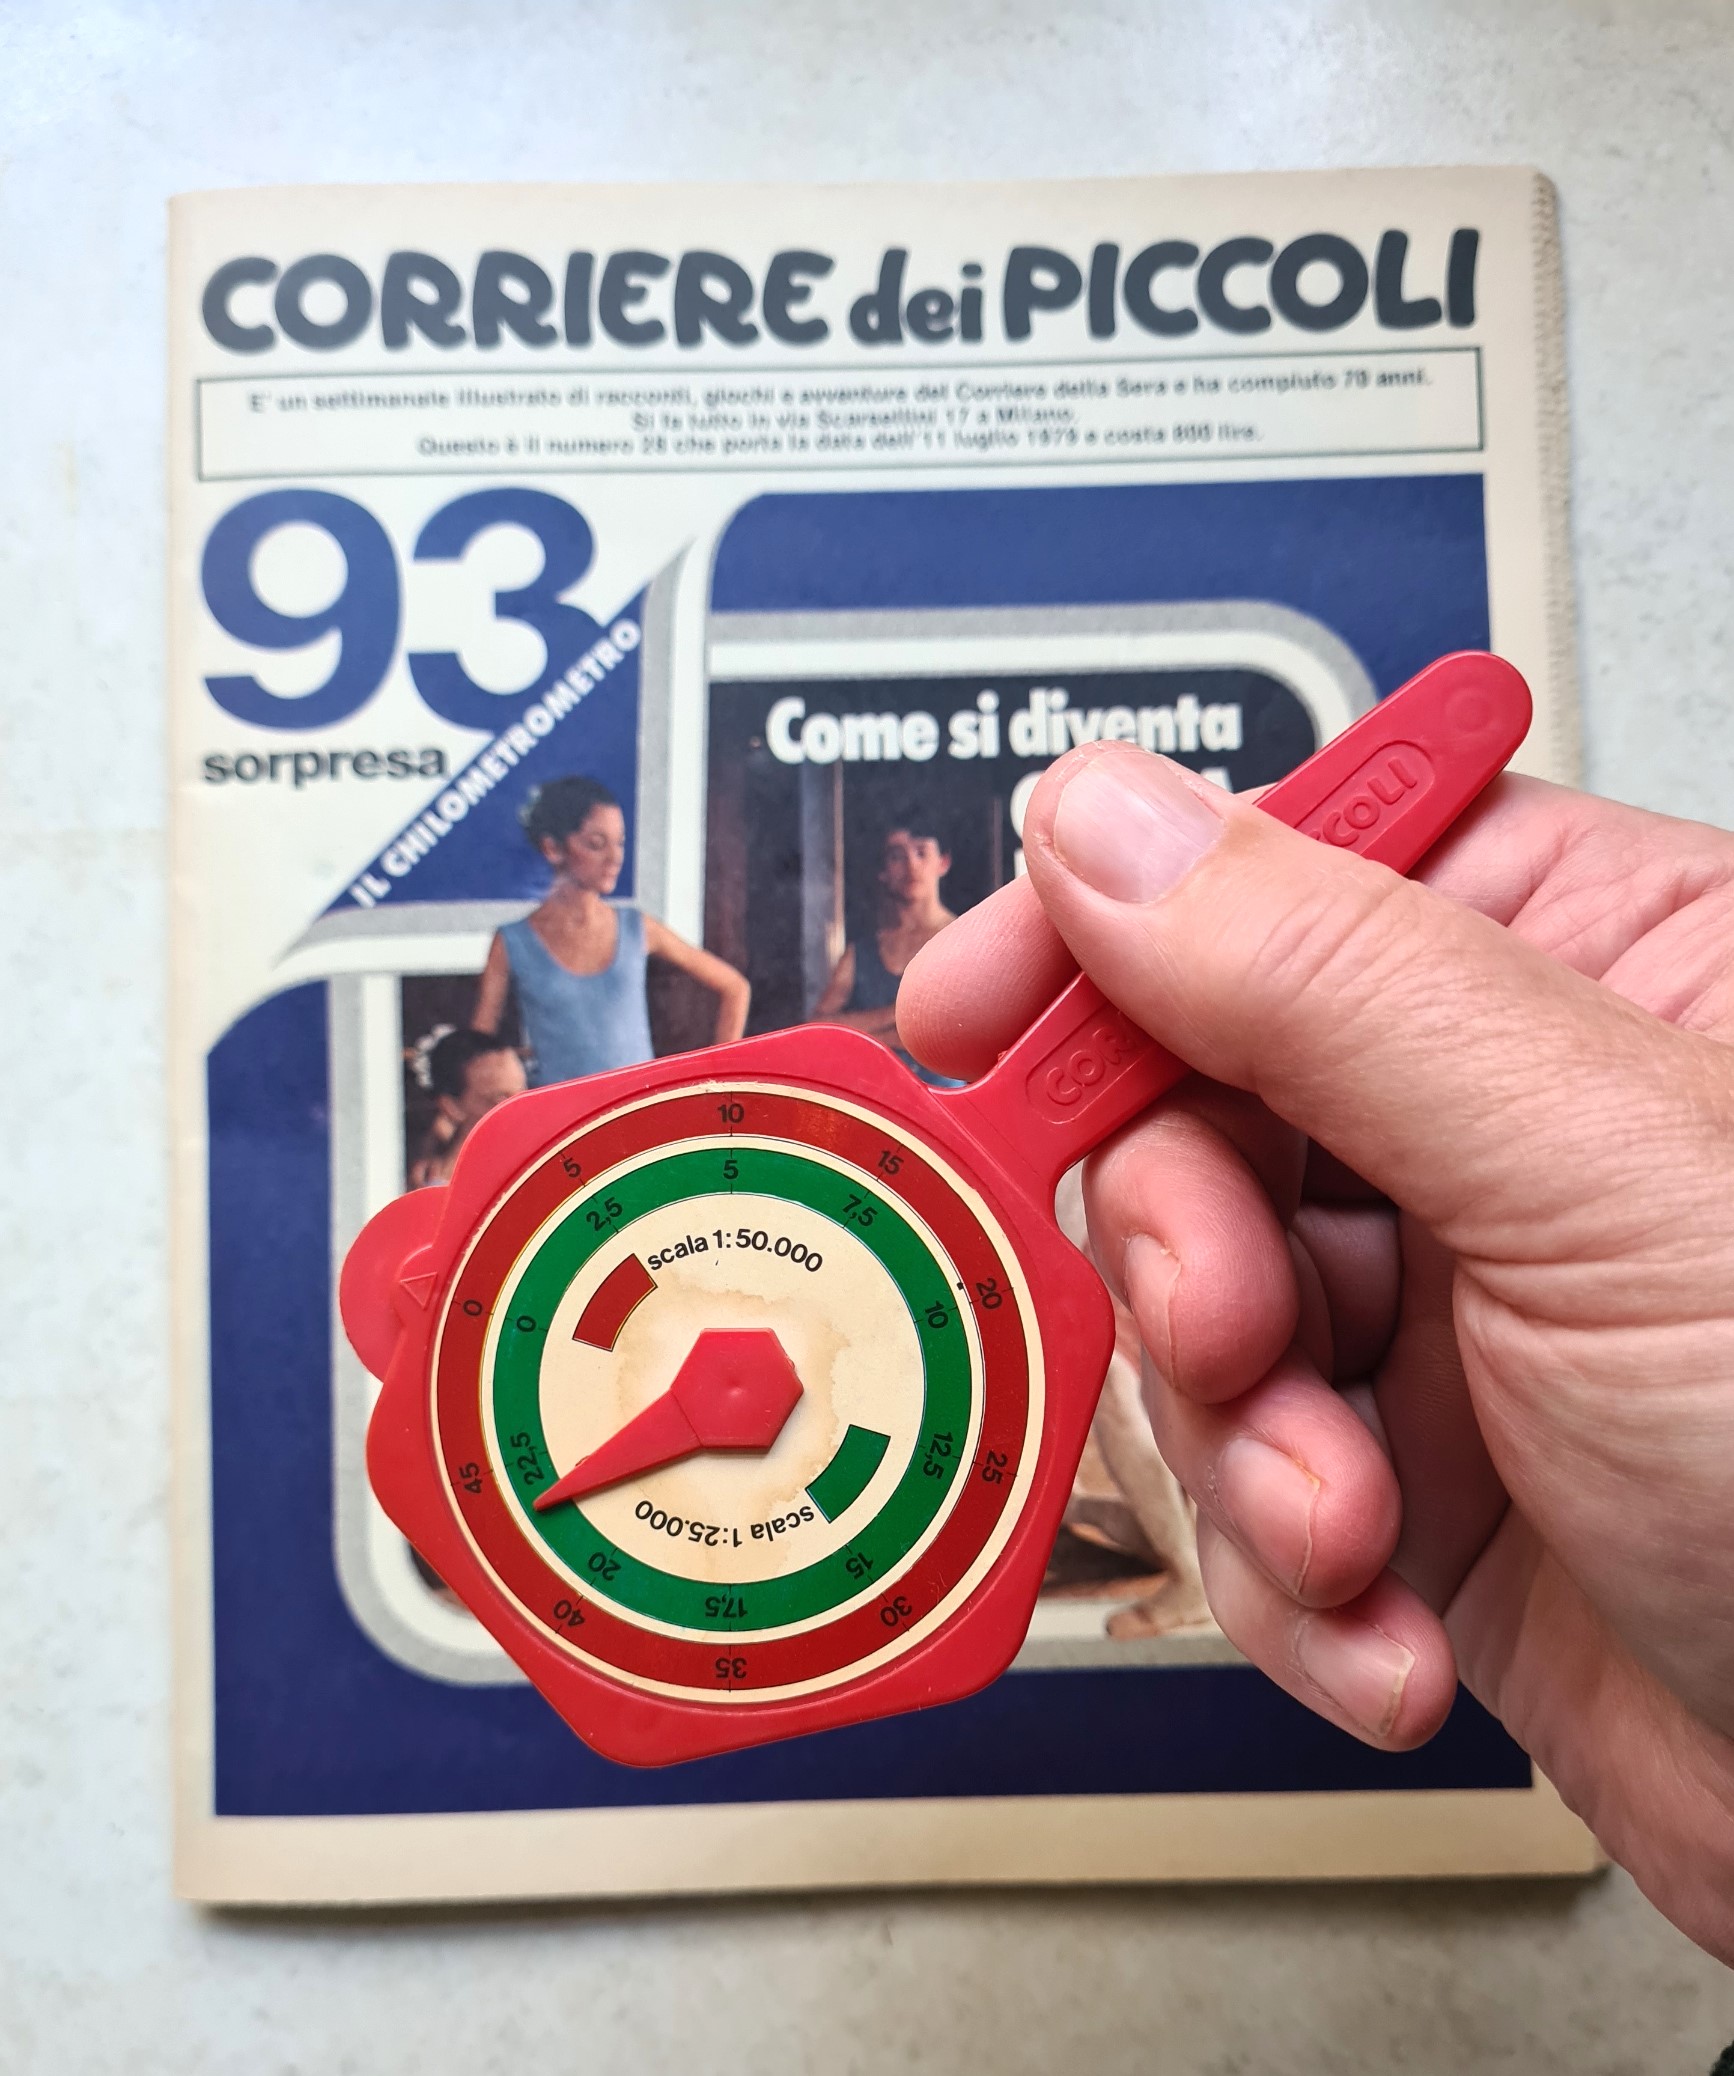 CORRIERE dei PICCOLI
E' un settimanale illustrato di racconti, giochi e avventure del Corriere della Sera e ha compiuto 70 anni.
Si fa tutto in via Scarsellini 17 a Milano.
Questo è il numero 28 che porta la data dell'11 luglio 1979 e costa 600 lire.
93
sorpresa
IL CHILOMETROMETRO
Come si diventa
CCOLI
COR
10
5
15
5
2,5
7,5
scala 1:50.000
0
0
10
20
45
22,5
12,5
25
scala 1:25.000
20
15
40
17,5
30
35